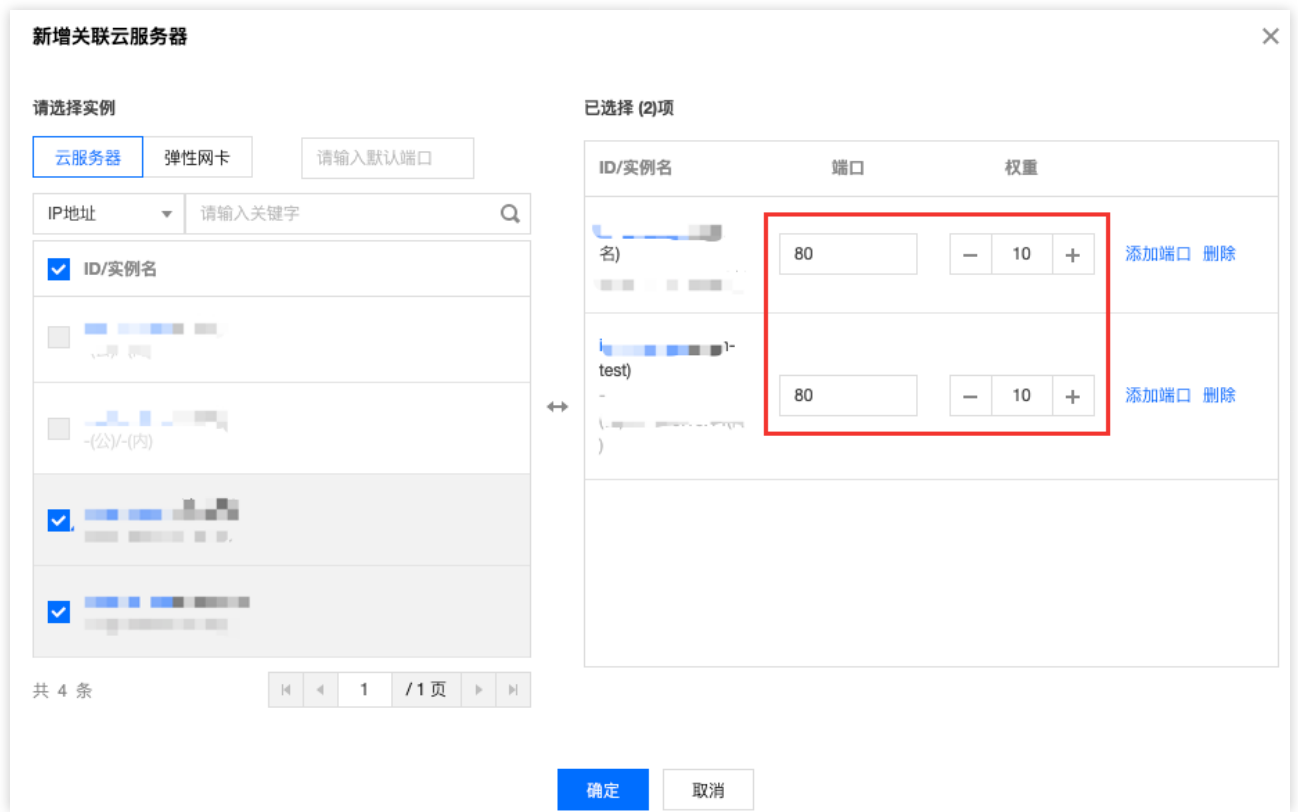 新增关联云服务器
请选择实例
云服务器
弹性网卡
请输入默认端口
IP地址
请输入关键字
ID/实例名
-(公)/-(内)
共 4 条
1
/ 1 页
已选择 (2)项
ID/实例名 端口 权重
名)
80
10
添加端口 删除
test)
-
80
10
添加端口 删除
)
确定
取消